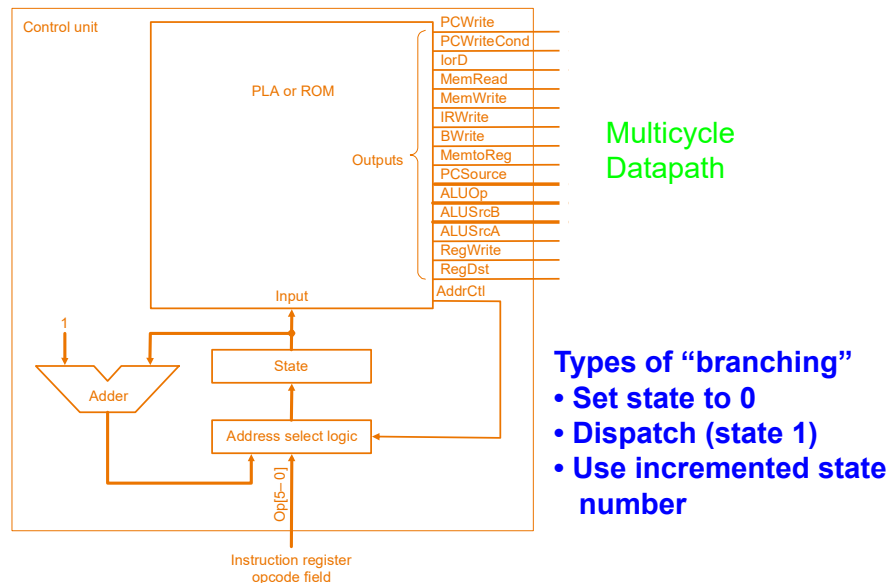 Control unit
PLA or ROM
Outputs
Input
PCWrite
PCWriteCond
IorD
MemRead
MemWrite
IRWrite
BWrite
MemtoReg
PCSource
ALUOp
ALUSrcB
ALUSrcA
RegWrite
RegDst
AddrCtl
Multicycle
Datapath
1
Adder
State
Address select logic
Op[5–0]
Instruction register
opcode field
Types of “branching”
• Set state to 0
• Dispatch (state 1)
• Use incremented state
number